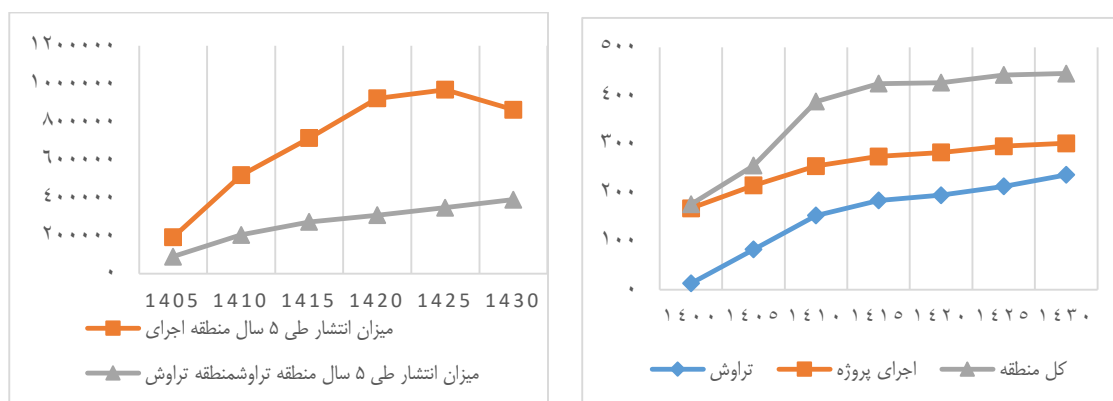 ۱۲۰۰۰۰۰
۱۰۰۰۰۰۰
۸۰۰۰۰۰
۶۰۰۰۰۰
۴۰۰۰۰۰
۲۰۰۰۰۰
۰
1405 1410 1415 1420 1425 1430
میزان انتشار طی ۵ سال منطقه اجرای
میزان انتشار طی ۵ سال منطقه تراوشمنطقه تراوش
۵۰۰
۴۰۰
۳۰۰
۲۰۰
۱۰۰
۰
۱۴۰۰ ۱۴۰۵ ۱۴۱۰ ۱۴۱۵ ۱۴۲۰ ۱۴۲۵ ۱۴۳۰
تراوش اجرای پروژه کل منطقه